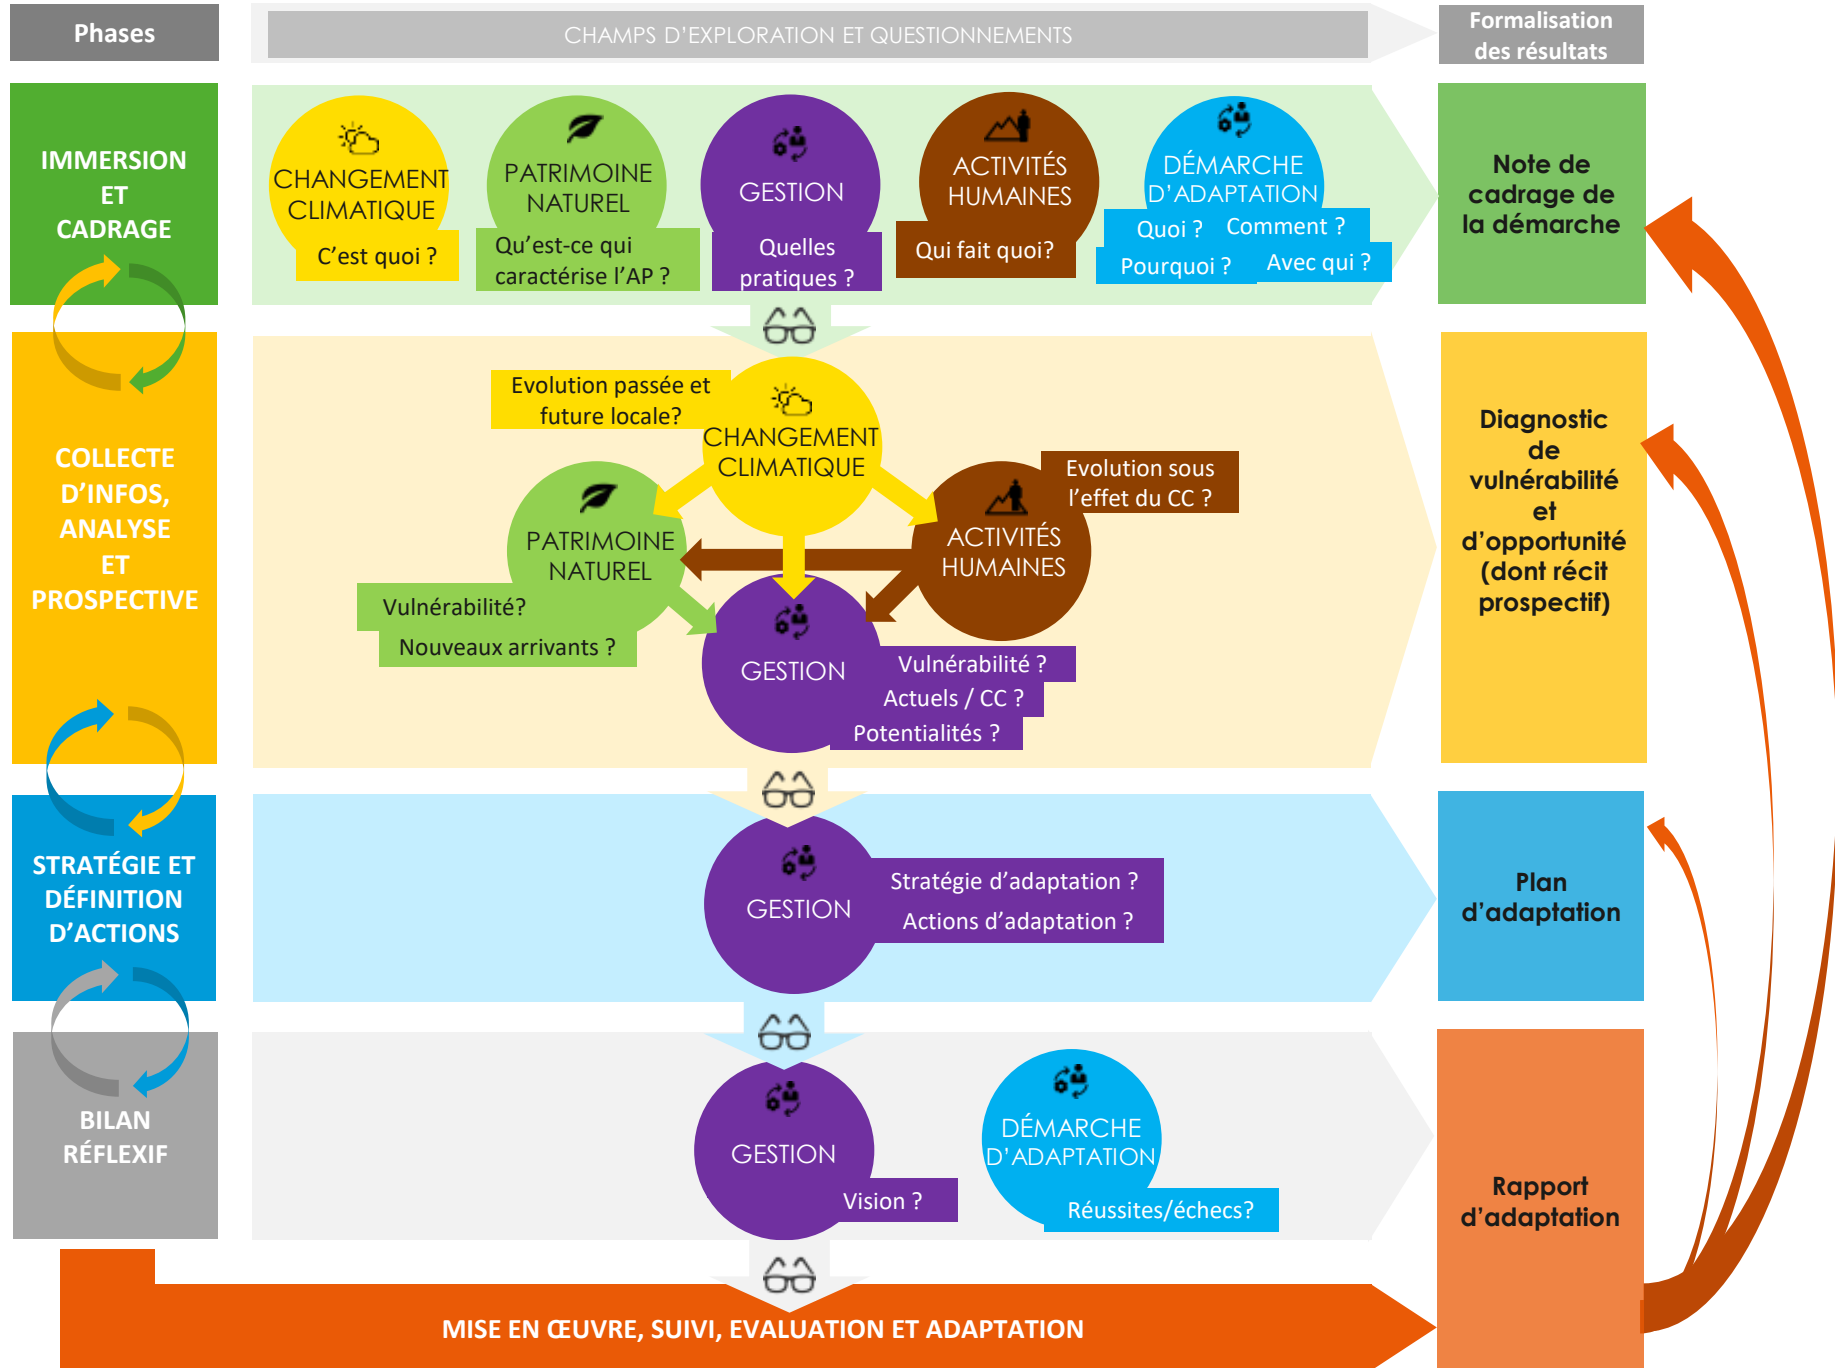 Phases
CHAMPS D'EXPLORATION ET QUESTIONNEMENTS
Formalisation
des résultats
IMMERSION
ET
CADRAGE
CHANGEMENT
CLIMATIQUE
C'est quoi ?
PATRIMOINE
NATUREL
Qu'est-ce qui
caractérise l'AP ?
GESTION
Quelles
pratiques ?
ACTIVITÉS
HUMAINES
Qui fait quoi?
DÉMARCHE
D'ADAPTATION
Quoi ?
Comment ?
Pourquoi ?
Avec qui ?
Note de
cadrage de
la démarche
COLLECTE
D'INFOS,
ANALYSE
ET
PROSPECTIVE
Evolution passée et
future locale?
CHANGEMENT
CLIMATIQUE
PATRIMOINE
NATUREL
Vulnérabilité?
Nouveaux arrivants ?
Evolution sous
l'effet du CC ?
ACTIVITÉS
HUMAINES
GESTION
Vulnérabilité ?
Actuels / CC ?
Potentialités ?
Diagnostic
de
vulnérabilité
et
d'opportunité
(dont récit
prospectif)
STRATÉGIE ET
DÉFINITION
D'ACTIONS
GESTION
Stratégie d'adaptation ?
Actions d'adaptation ?
Plan
d'adaptation
BILAN
RÉFLEXIF
GESTION
Vision ?
DÉMARCHE
D'ADAPTATION
Réussites/échecs?
Rapport
d'adaptation
MISE EN ŒUVRE, SUIVI, EVALUATION ET ADAPTATION